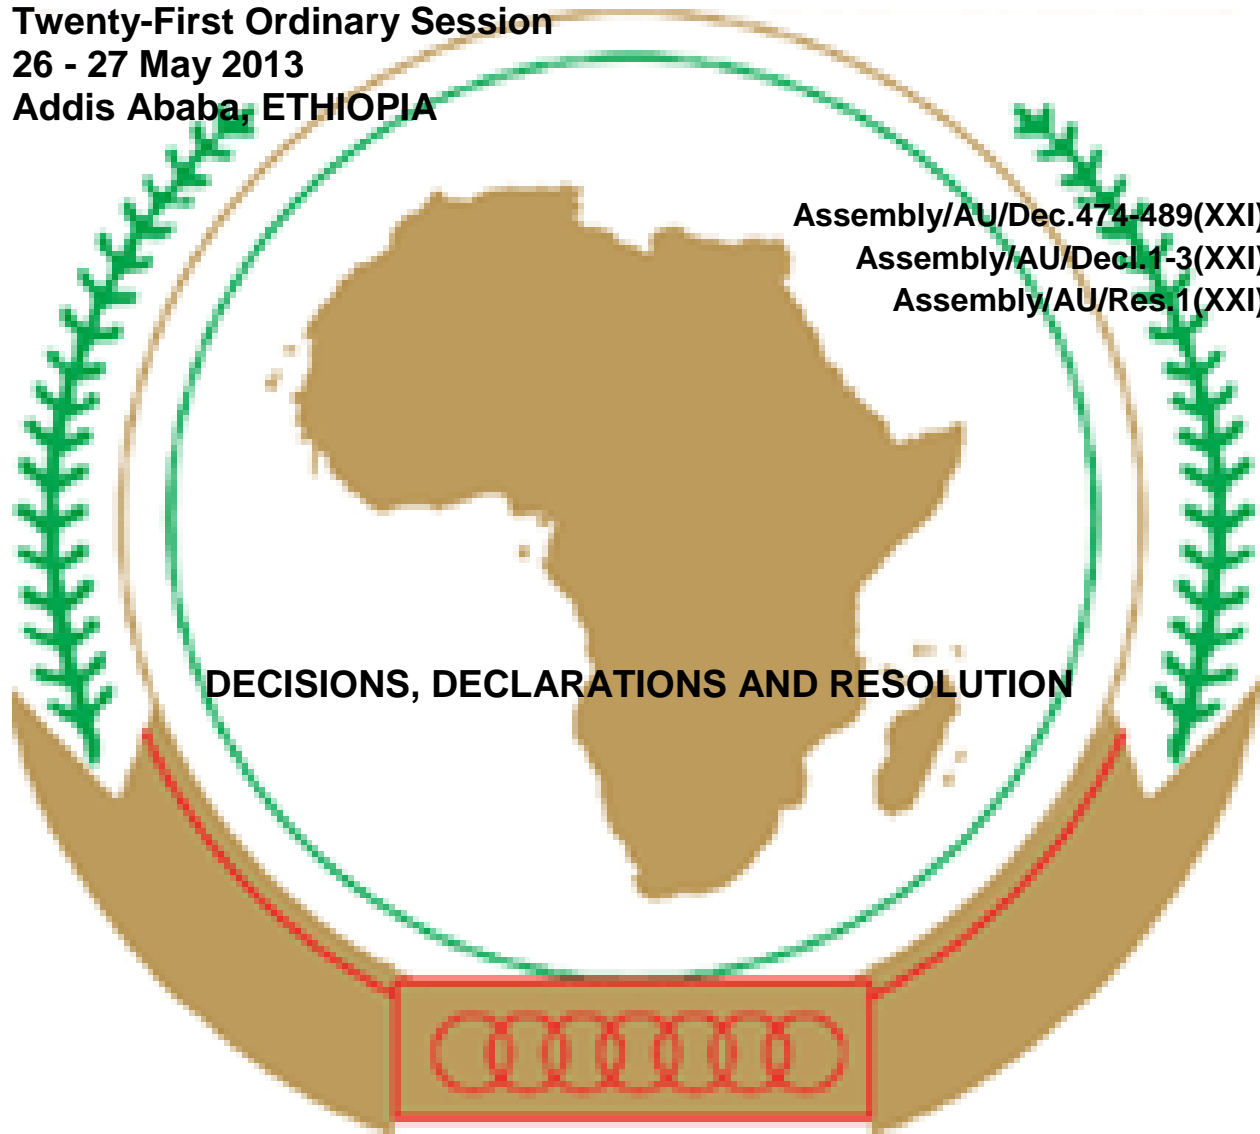 Twenty-First Ordinary Session
26 - 27 May 2013
Addis Ababa, ETHIOPIA
Assembly/AU/Dec.474-489(XXI)
Assembly/AU/Decl.1-3(XXI)
Assembly/AU/Res.1(XXI)
DECISIONS, DECLARATIONS AND RESOLUTION